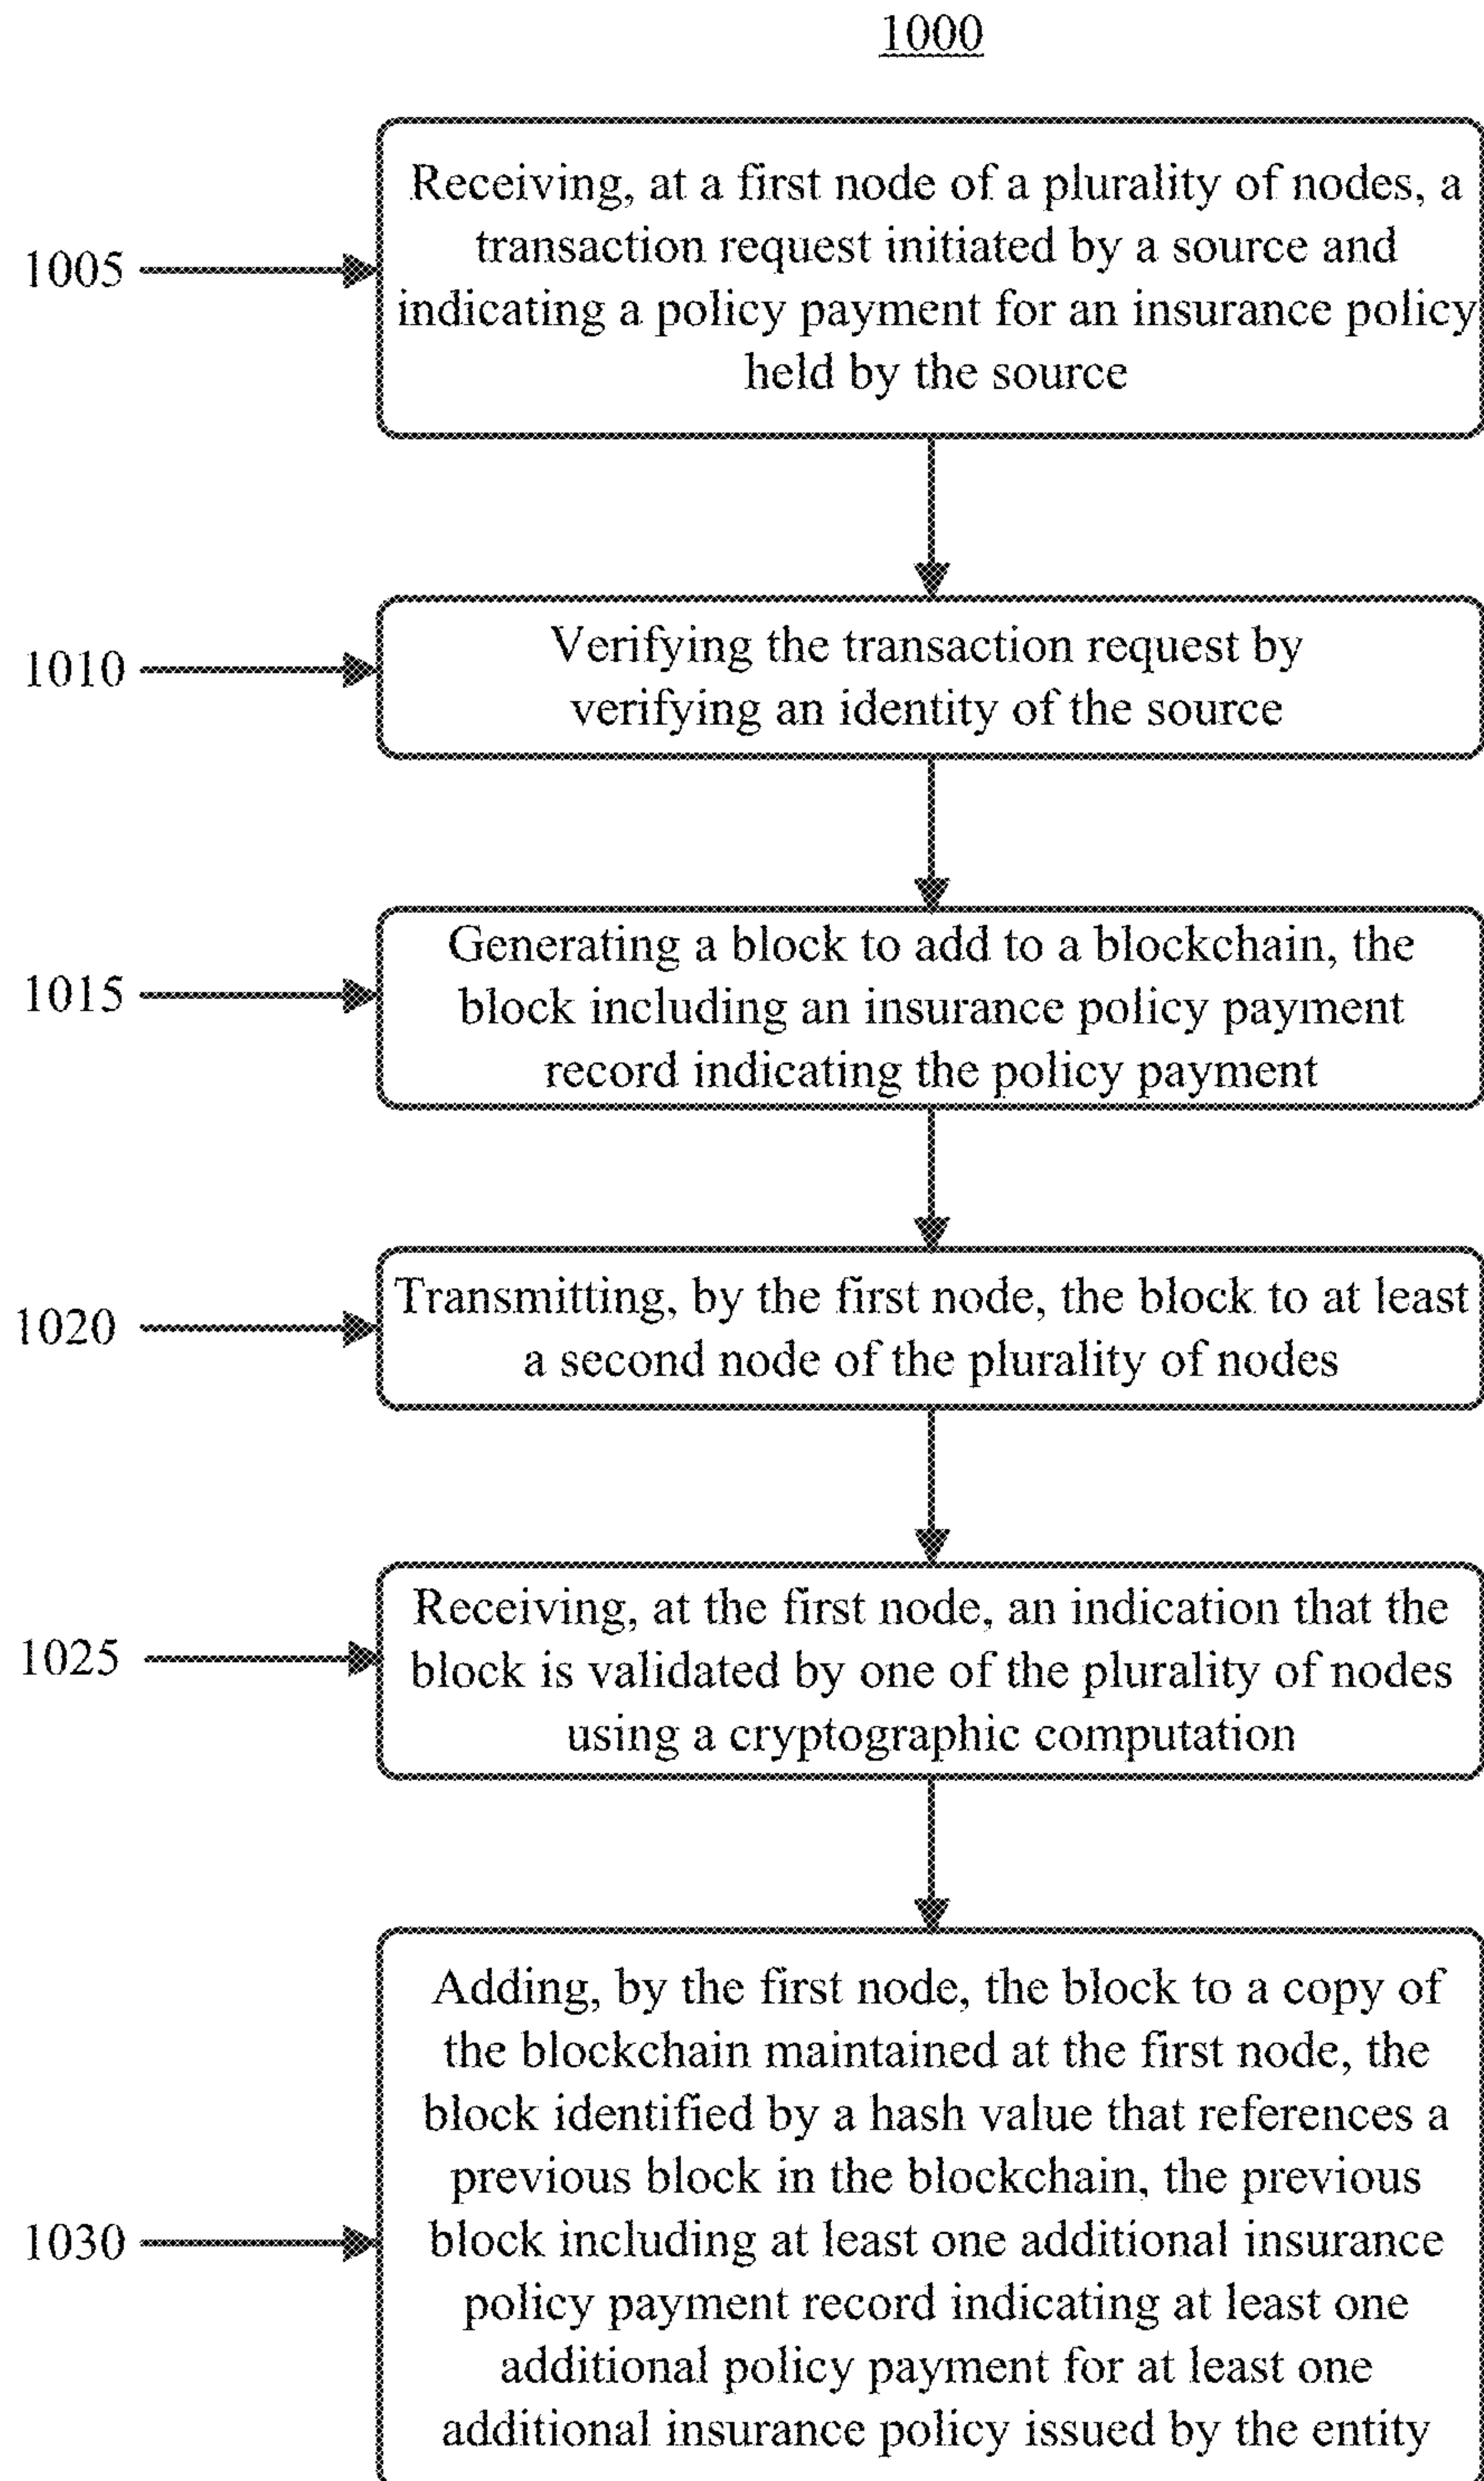 1000
1005
Receiving, at a first node of a plurality of nodes, a
transaction request initiated by a source and
indicating a policy payment for an insurance policy
held by the source
1010
Verifying the transaction request by
verifying an identity of the source
1015
Generating a block to add to a blockchain, the
block including an insurance policy payment
record indicating the policy payment
1020
Transmitting, by the first node, the block to at least
a second node of the plurality of nodes
1025
Receiving, at the first node, an indication that the
block is validated by one of the plurality of nodes
using a cryptographic computation
1030
Adding, by the first node, the block to a copy of
the blockchain maintained at the first node, the
block identified by a hash value that references a
previous block in the blockchain, the previous
block including at least one additional insurance
policy payment record indicating at least one
additional policy payment for at least one
additional insurance policy issued by the entity